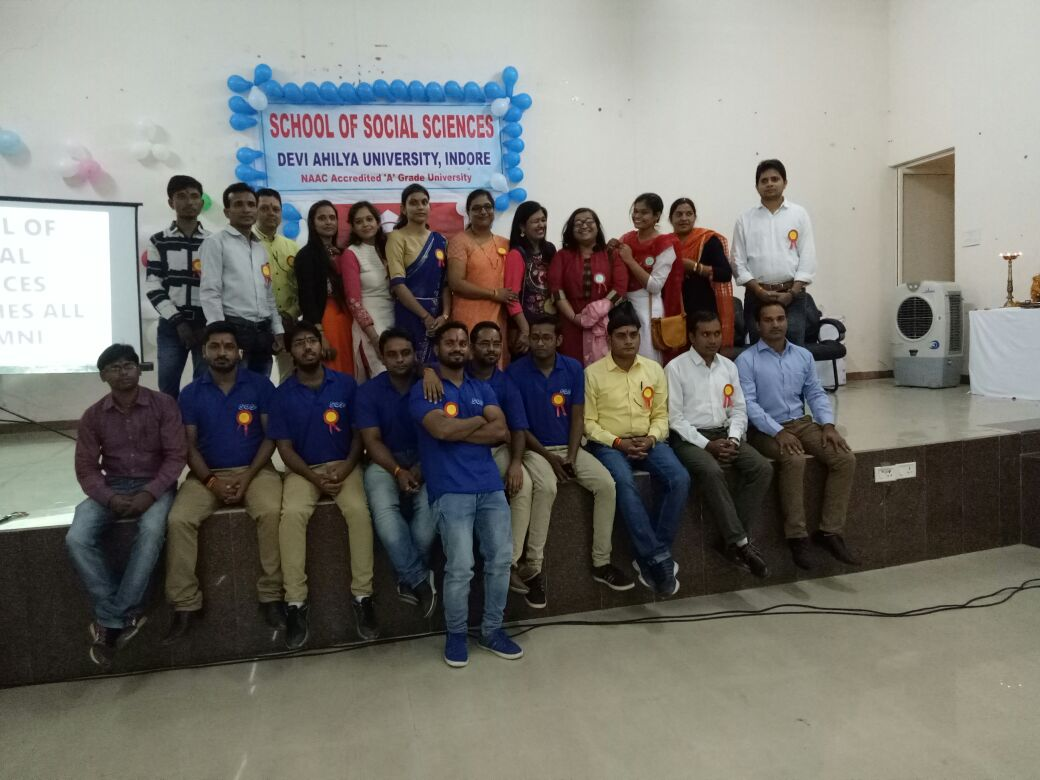 SCHOOL OF SOCIAL SCIENCES
DEVI AHILYA UNIVERSITY, INDORE
NAAC Accredited 'A' Grade University
L OF
AL
CES
MES ALL
MNI